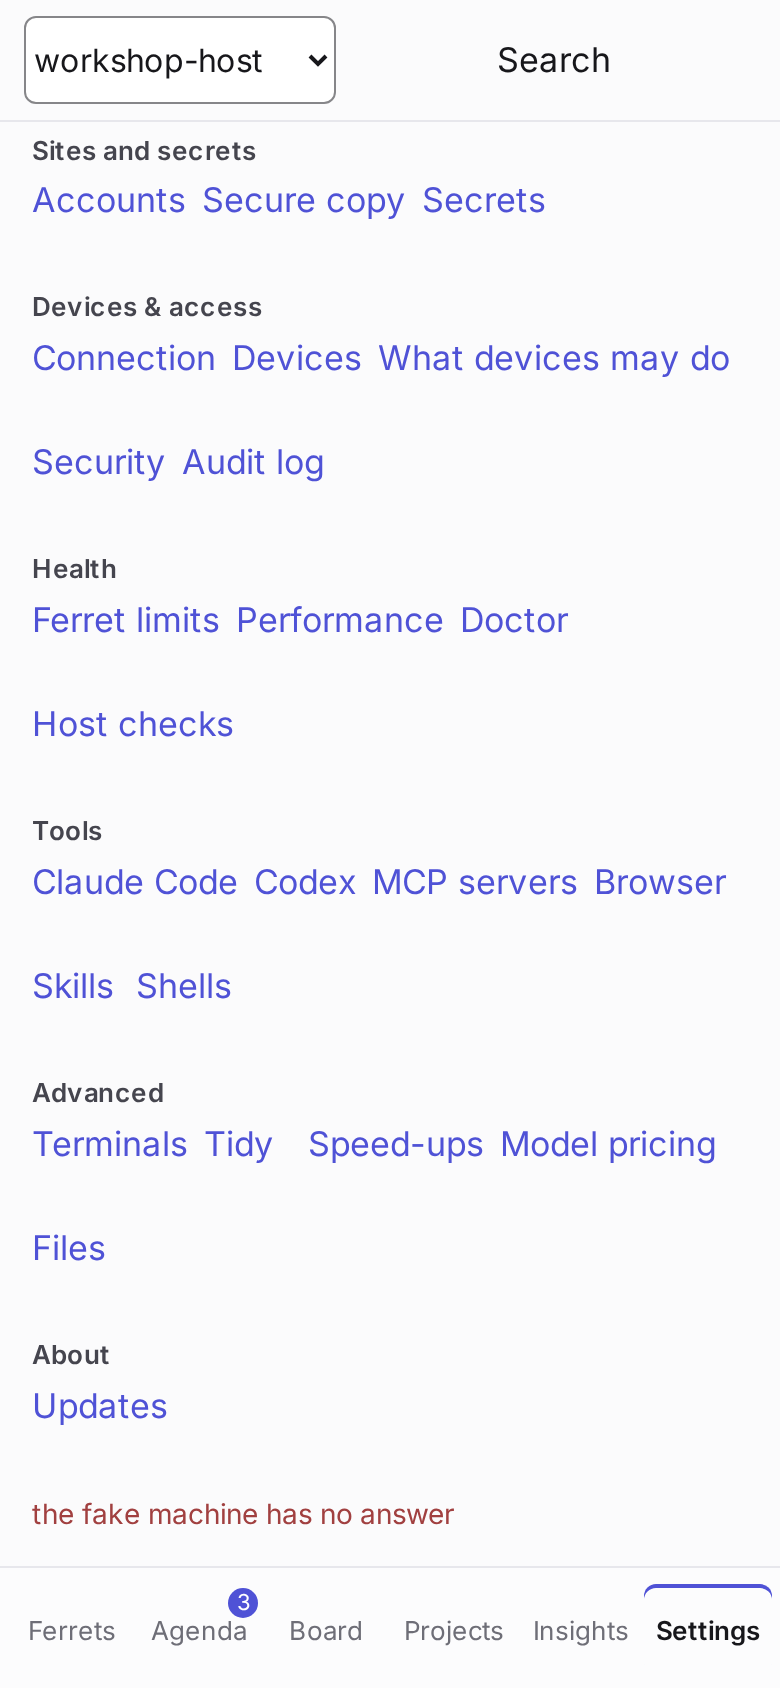 workshop-host Search
Sites and secrets
Accounts Secure copy Secrets
Devices & access
Connection Devices What devices may do
Security Audit log
Health
Ferret limits Performance Doctor
Host checks
Tools
Claude Code Codex MCP servers Browser
Skills Shells
Advanced
Terminals Tidy Speed-ups Model pricing
Files
About
Updates
the fake machine has no answer
3
Ferrets Agenda Board Projects Insights Settings